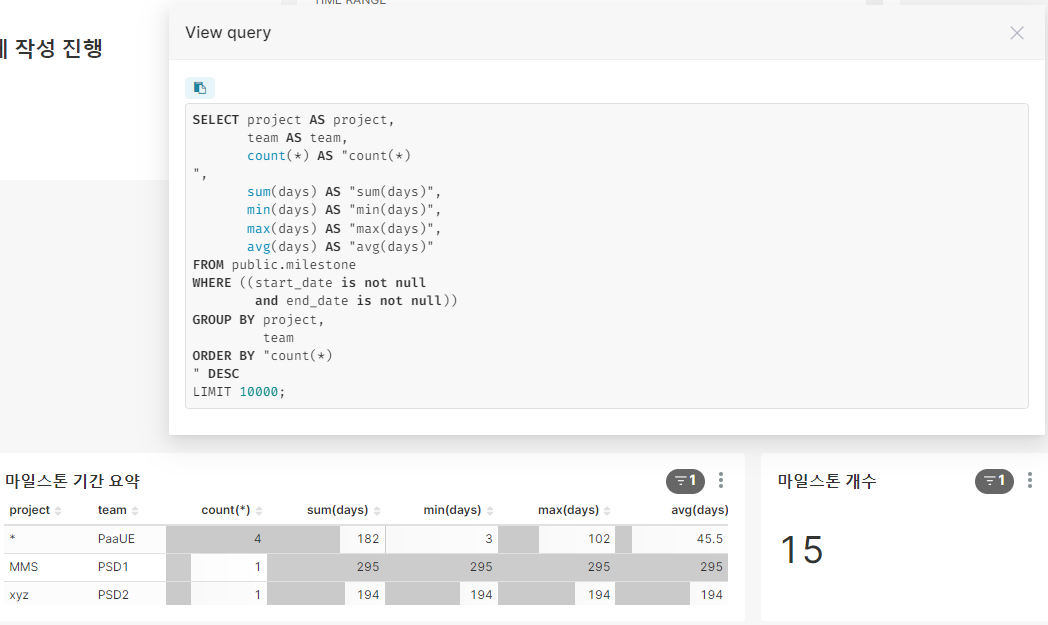 TIME RANGE
View query
작성 진행
SELECT project AS project,
team AS team,
count(*) AS "count(*)
",
sum(days) AS "sum(days)",
min(days) AS "min(days)",
max(days) AS "max(days)",
avg(days) AS "avg(days)"
FROM public.milestone
WHERE ((start_date is not null
and end_date is not null))
GROUP BY project,
team
ORDER BY "count(*)
" DESC
LIMIT 10000;
마일스톤 기간 요약
1
project team count(*) sum(days) min(days) max(days) avg(days)
* PaaUE 4 182 3 102 45.5
MMS PSD1 1 295 295 295 295
xyz PSD2 1 194 194 194 194
마일스톤 개수
1
15